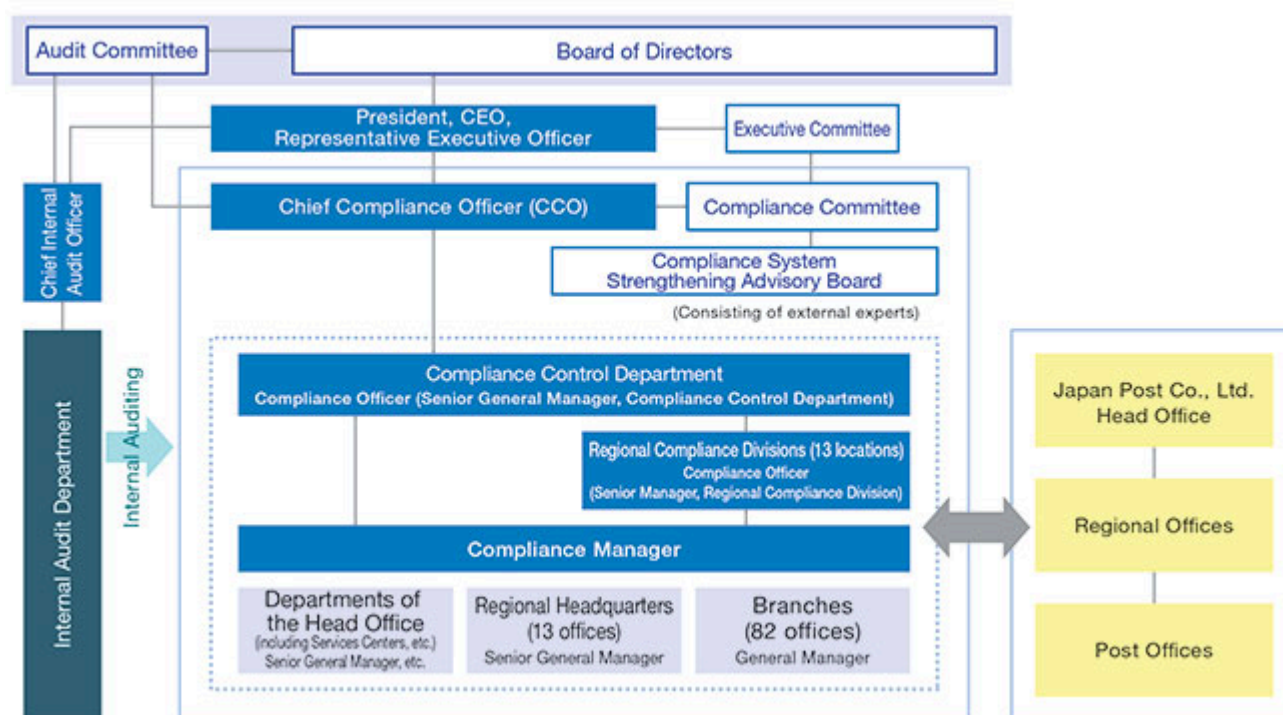 Audit Committee
Board of Directors
President, CEO,
Representative Executive Officer
Executive Committee
Chief Internal
Audit Officer
Chief Compliance Officer (CCO)
Compliance Committee
Compliance System
Strengthening Advisory Board
(Consisting of external experts)
Internal Audit Department
Internal Auditing
Compliance Control Department
Compliance Officer (Senior General Manager, Compliance Control Department)
Regional Compliance Divisions (13 locations)
Compliance Officer
(Senior Manager, Regional Compliance Division)
Compliance Manager
Departments of
the Head Office
(including Services Centers, etc.)
Senior General Manager, etc.
Regional Headquarters
(13 offices)
Senior General Manager
Branches
(82 offices)
General Manager
Japan Post Co., Ltd.
Head Office
Regional Offices
Post Offices